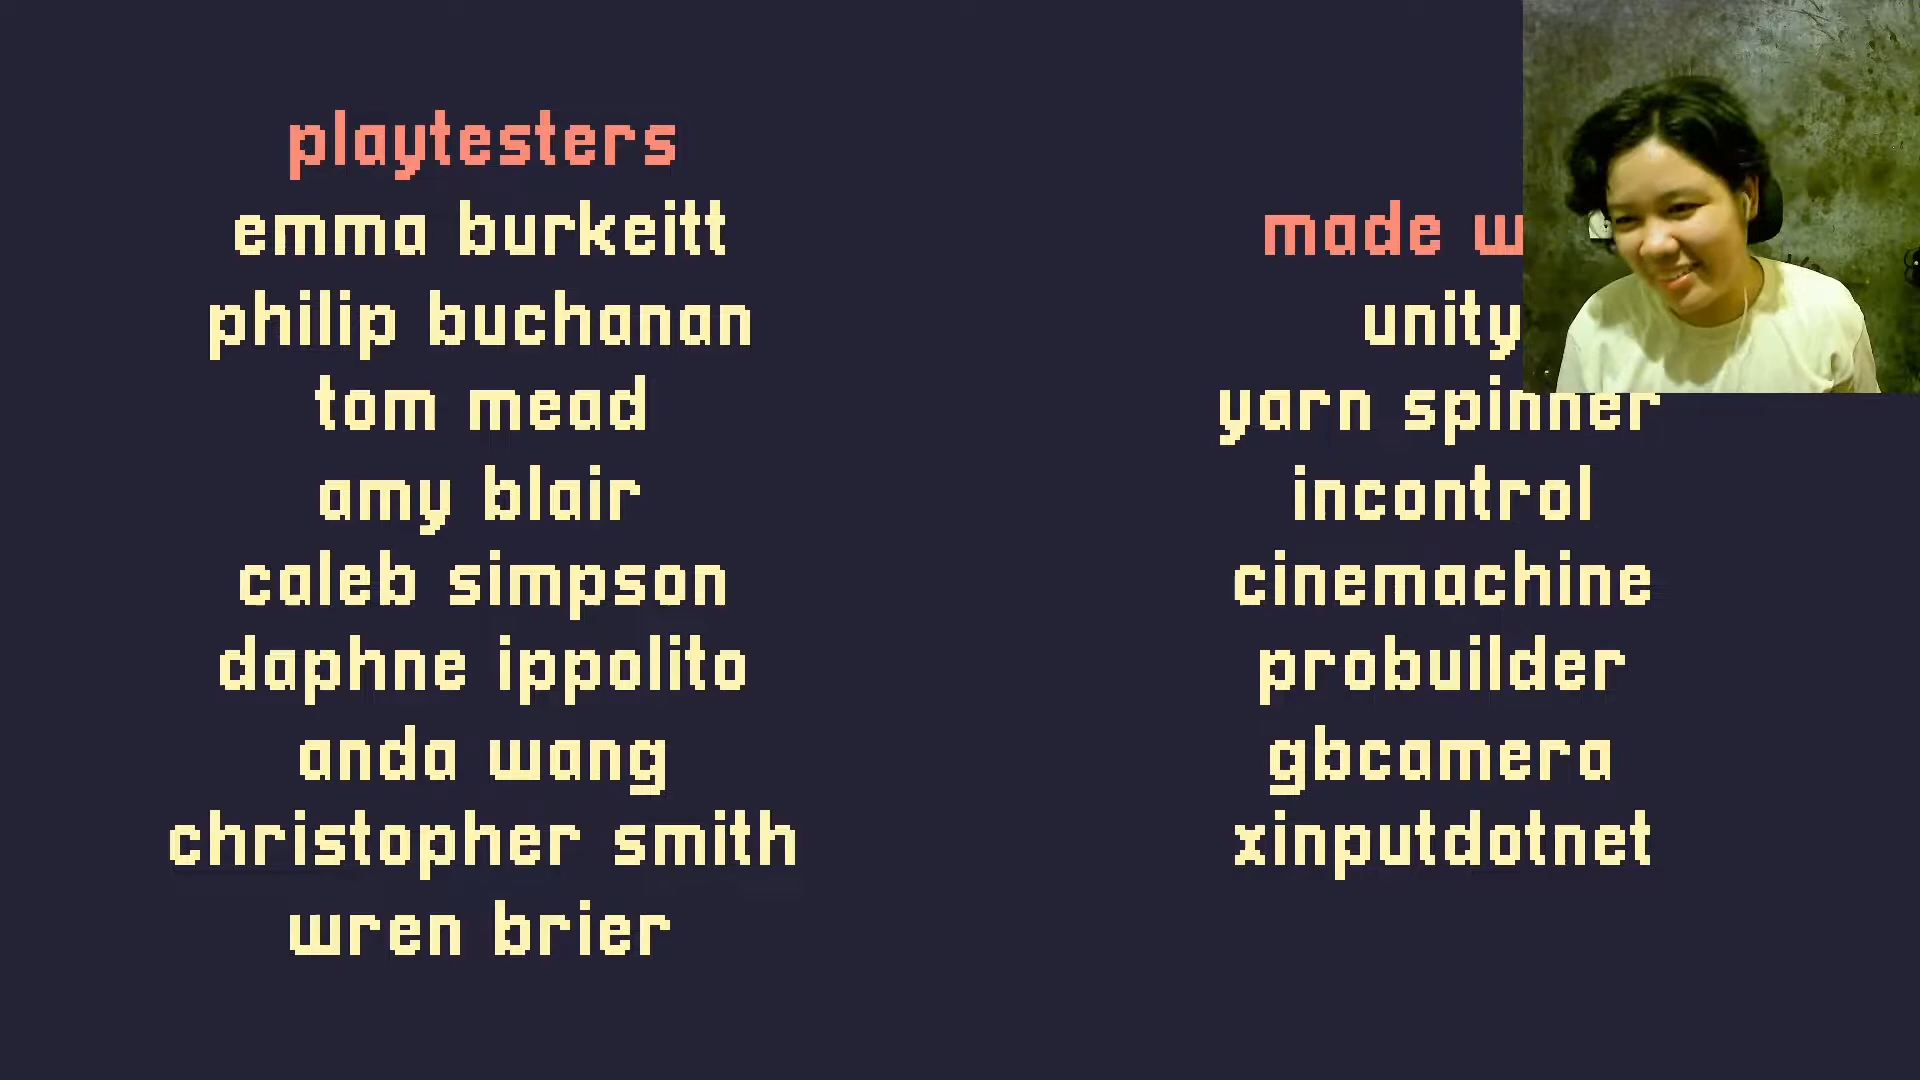 playtesters
emma burkeitt
philip buchanan
tom mead
amy blair
caleb simpson
daphne ippolito
anda wang
christopher smith
wren brier
made
unity
yarn spinner
incontrol
cinemachine
probuilder
gbcamera
xinputdotnet